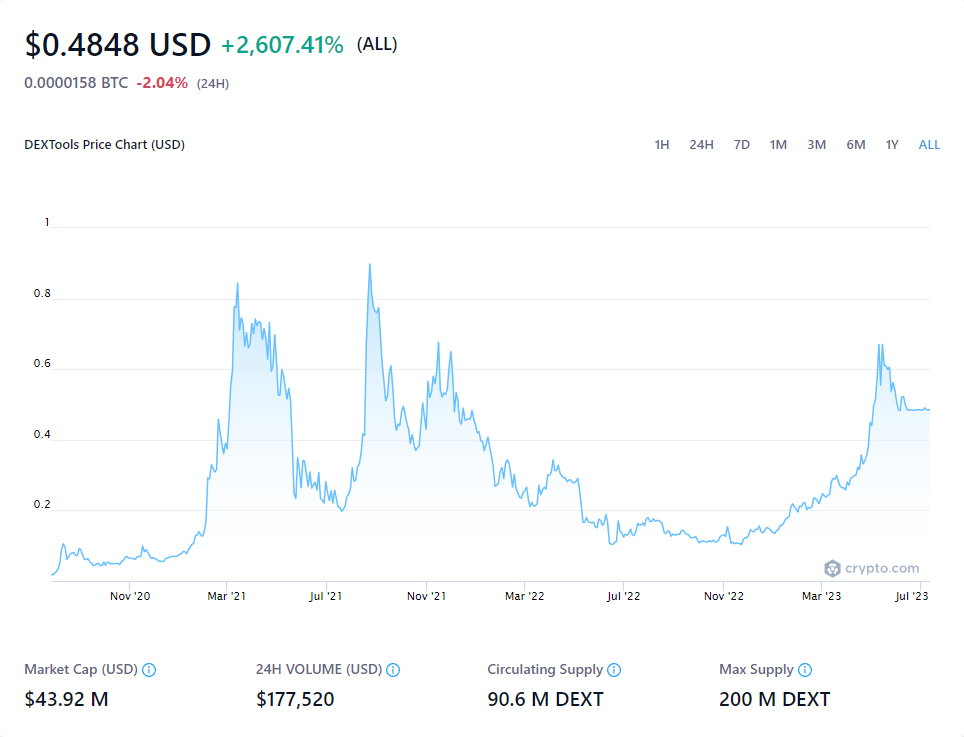 $0.4848 USD +2,607.41% (ALL)
0.0000158 BTC -2.04% (24H)
DEXTools Price Chart (USD) 1H 24H 7D 1M 3M 6M 1Y ALL
1
0.8
0.6
0.4
0.2
crypto.com
Nov '20 Mar '21 Jul '21 Nov '21 Mar '22 Jul '22 Nov '22 Mar '23 Jul '23
Market Cap (USD) 24H VOLUME (USD) Circulating Supply Max Supply
$43.92 M $177,520 90.6 M DEXT 200 M DEXT